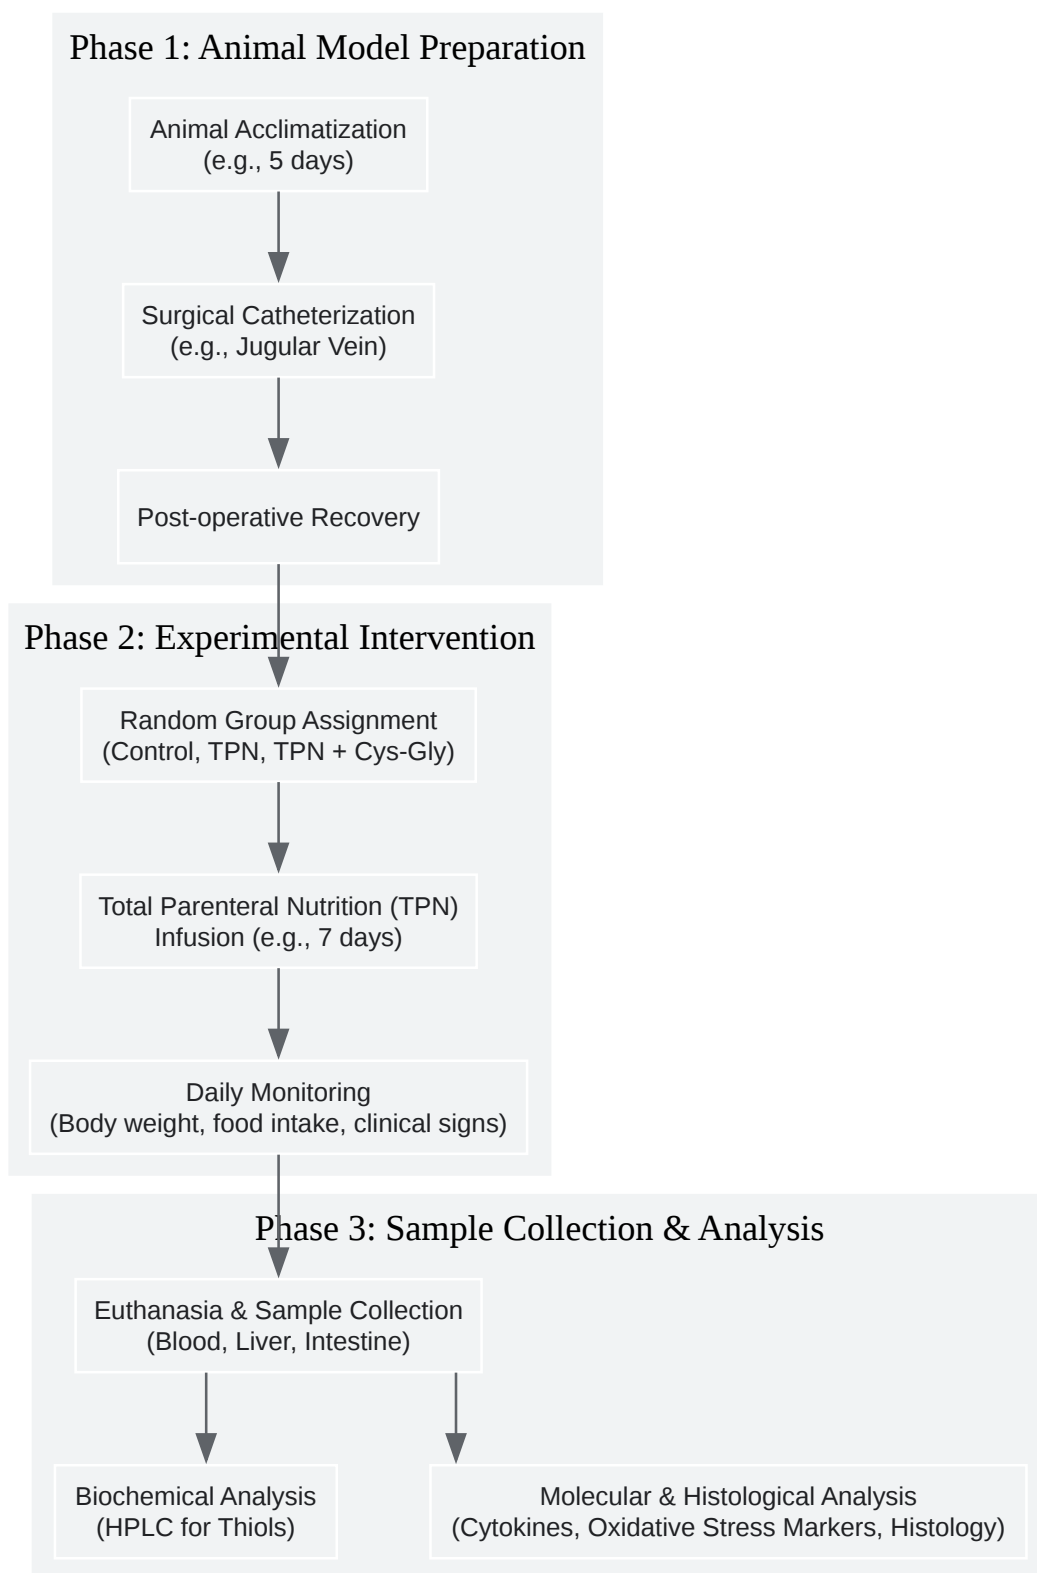 Phase 1: Animal Model Preparation
Animal Acclimatization
(e.g., 5 days)
Surgical Catheterization
(e.g., Jugular Vein)
Post-operative Recovery
Phase 2: Experimental Intervention
Random Group Assignment
(Control, TPN, TPN + Cys-Gly)
Total Parenteral Nutrition (TPN)
Infusion (e.g., 7 days)
Daily Monitoring
(Body weight, food intake, clinical signs)
Phase 3: Sample Collection & Analysis
Euthanasia & Sample Collection
(Blood, Liver, Intestine)
Biochemical Analysis
(HPLC for Thiols)
Molecular & Histological Analysis
(Cytokines, Oxidative Stress Markers, Histology)